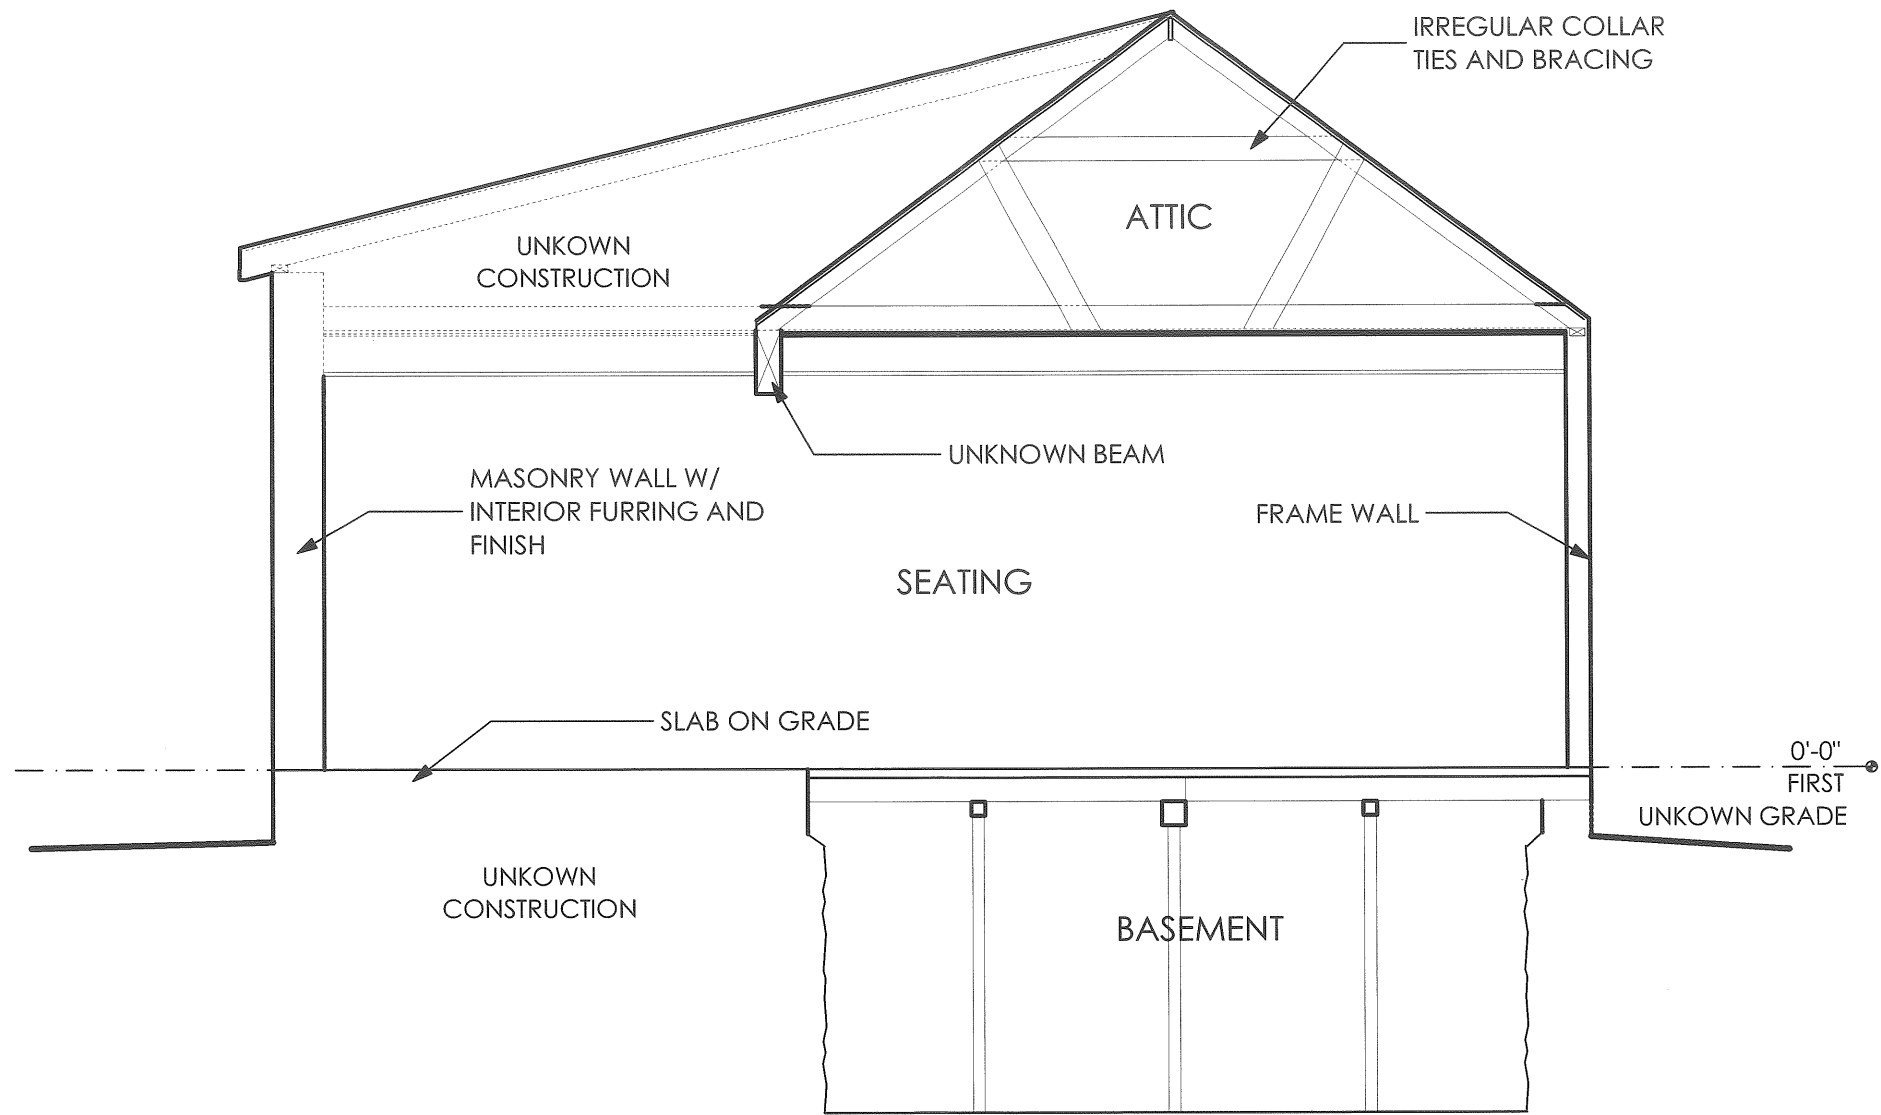 IRREGULAR COLLAR
TIES AND BRACING
ATTIC
UNKOWN
CONSTRUCTION
UNKNOWN BEAM
MASONRY WALL W/
INTERIOR FURRING AND
FINISH
FRAME WALL
SEATING
SLAB ON GRADE
0'-0"
FIRST
UNKOWN GRADE
UNKOWN
CONSTRUCTION
BASEMENT